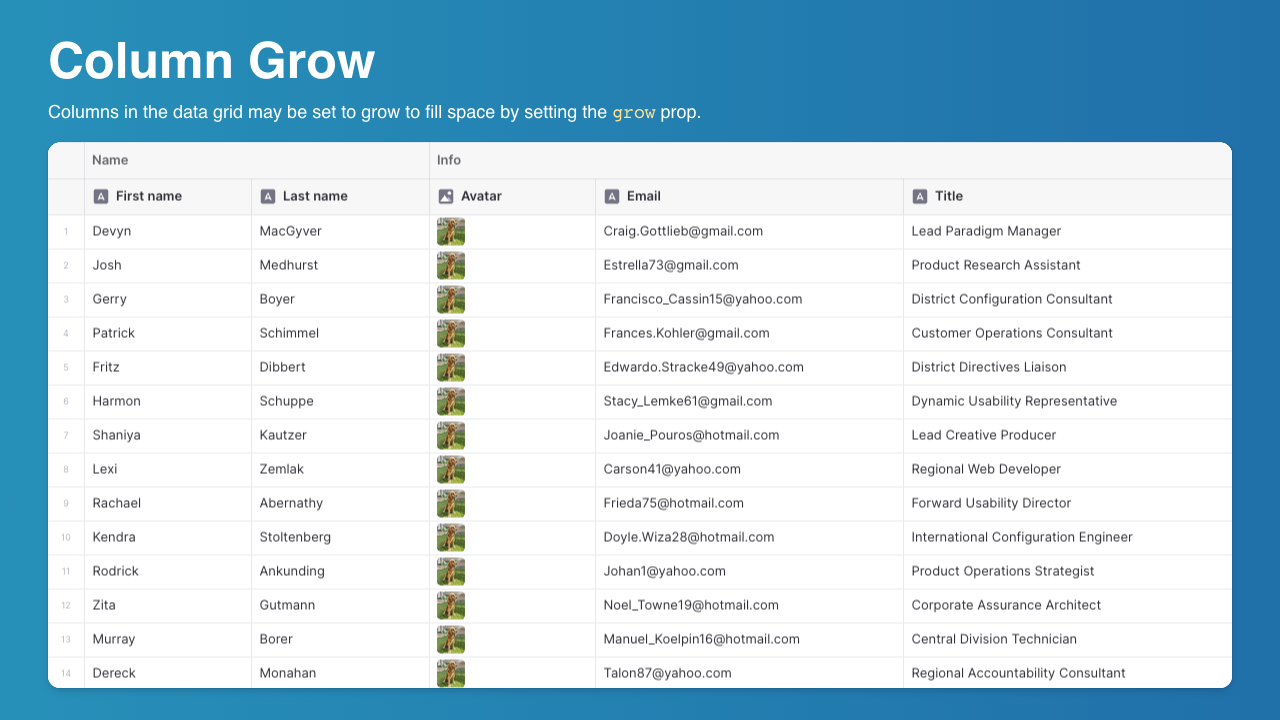 Column Grow
Columns in the data grid may be set to grow to fill space by setting the grow prop.
Name Info
First name Last name Avatar Email Title
1 Devyn MacGyver Craig.Gottlieb@gmail.com Lead Paradigm Manager
2 Josh Medhurst Estrella73@gmail.com Product Research Assistant
3 Gerry Boyer Francisco_Cassin15@yahoo.com District Configuration Consultant
4 Patrick Schimmel Frances.Kohler@gmail.com Customer Operations Consultant
5 Fritz Dibbert Edwardo.Stracke49@yahoo.com District Directives Liaison
6 Harmon Schuppe Stacy_Lemke61@gmail.com Dynamic Usability Representative
7 Shaniya Kautzer Joanie_Pouros@hotmail.com Lead Creative Producer
8 Lexi Zemlak Carson41@yahoo.com Regional Web Developer
9 Rachael Abernathy Frieda75@hotmail.com Forward Usability Director
10 Kendra Stoltenberg Doyle.Wiza28@hotmail.com International Configuration Engineer
11 Rodrick Ankunding Johan1@yahoo.com Product Operations Strategist
12 Zita Gutmann Noel_Towne19@hotmail.com Corporate Assurance Architect
13 Murray Borer Manuel_Koelpin16@hotmail.com Central Division Technician
14 Dereck Monahan Talon87@yahoo.com Regional Accountability Consultant